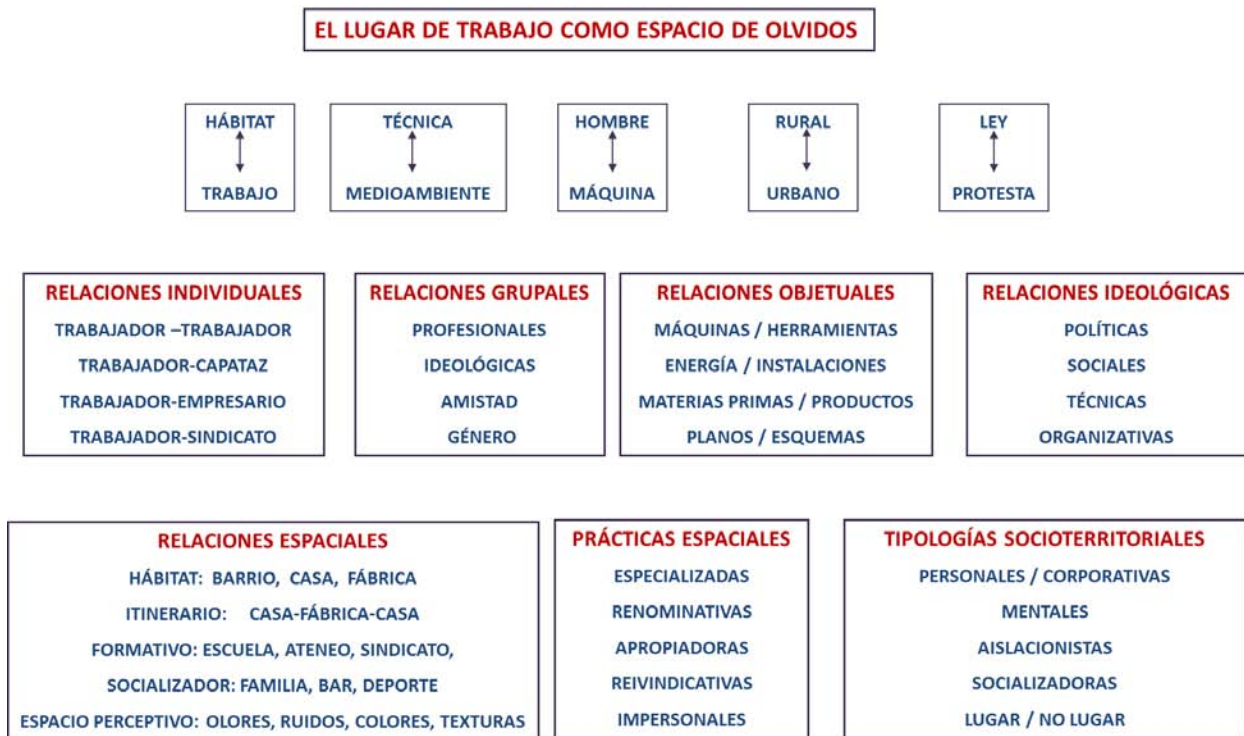 EL LUGAR DE TRABAJO COMO ESPACIO DE OLVIDOS
HÁBITAT
TRABAJO
TÉCNICA
MEDIOAMBIENTE
HOMBRE
MÁQUINA
RURAL
URBANO
LEY
PROTESTA
RELACIONES INDIVIDUALES
TRABAJADOR –TRABAJADOR
TRABAJADOR-CAPATAZ
TRABAJADOR-EMPRESARIO
TRABAJADOR-SINDICATO
RELACIONES GRUPALES
PROFESIONALES
IDEOLÓGICAS
AMISTAD
GÉNERO
RELACIONES OBJETUALES
MÁQUINAS / HERRAMIENTAS
ENERGÍA / INSTALACIONES
MATERIAS PRIMAS / PRODUCTOS
PLANOS / ESQUEMAS
RELACIONES IDEOLÓGICAS
POLÍTICAS
SOCIALES
TÉCNICAS
ORGANIZATIVAS
RELACIONES ESPACIALES
HÁBITAT: BARRIO, CASA, FÁBRICA
ITINERARIO: CASA-FÁBRICA-CASA
FORMATIVO: ESCUELA, ATENEO, SINDICATO,
SOCIALIZADOR: FAMILIA, BAR, DEPORTE
ESPACIO PERCEPTIVO: OLORES, RUIDOS, COLORES, TEXTURAS
PRÁCTICAS ESPACIALES
ESPECIALIZADAS
RENOMINATIVAS
APROPIADORAS
REIVINDICATIVAS
IMPERSONALES
TIPOLOGÍAS SOCIOTERRITORIALES
PERSONALES / CORPORATIVAS
MENTALES
AISLACIONISTAS
SOCIALIZADORAS
LUGAR / NO LUGAR